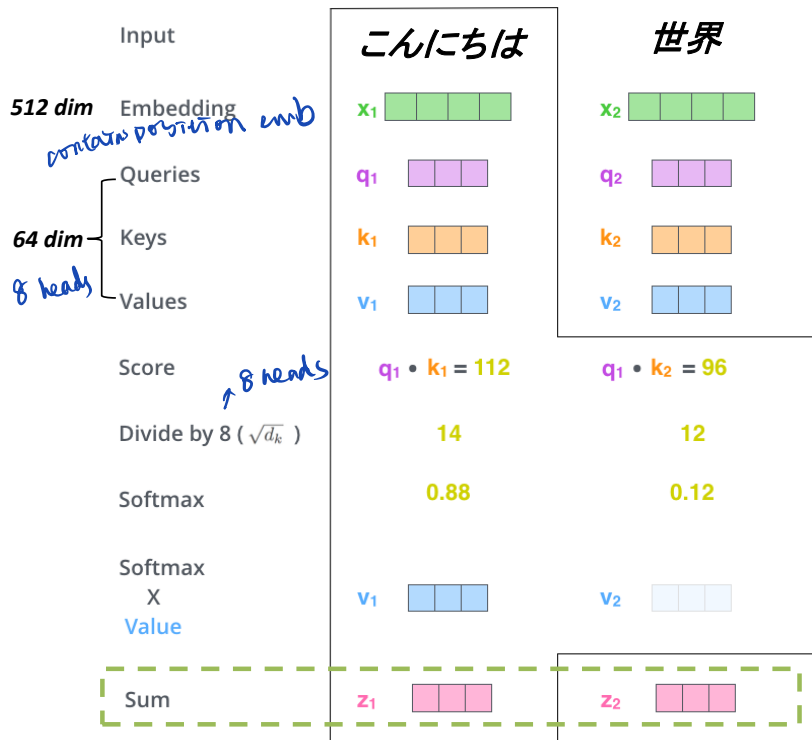 Input こんにちは 世界
512 dim Embedding x₁ x₂
contain position emb
Queries q₁ q₂
64 dim Keys k₁ k₂
8 heads
Values v₁ v₂
Score q₁ • k₁ = 112 q₁ • k₂ = 96
↗ 8 heads
Divide by 8 ( √dₖ ) 14 12
Softmax 0.88 0.12
Softmax
X v₁ v₂
Value
Sum z₁ z₂